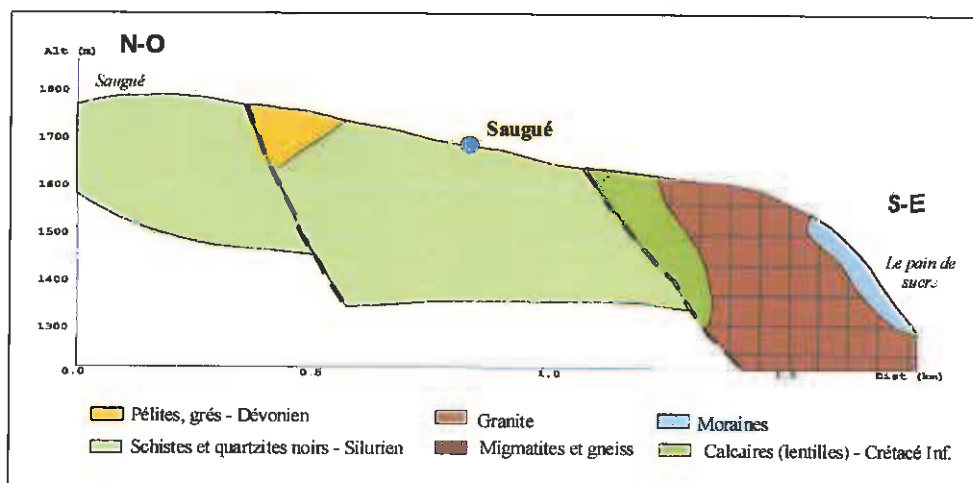 N-O
Alt (m)
Saugué
1800
1700
Saugué
1600
S-E
1500
Le pain de
sucre
1400
1300
0.0 0.5 1.0 Dist (km)
Pélites, grés - Dévonien Granite Moraines
Schistes et quartzites noirs - Silurien Migmatites et gneiss Calcaires (lentilles) - Crétacé Inf.